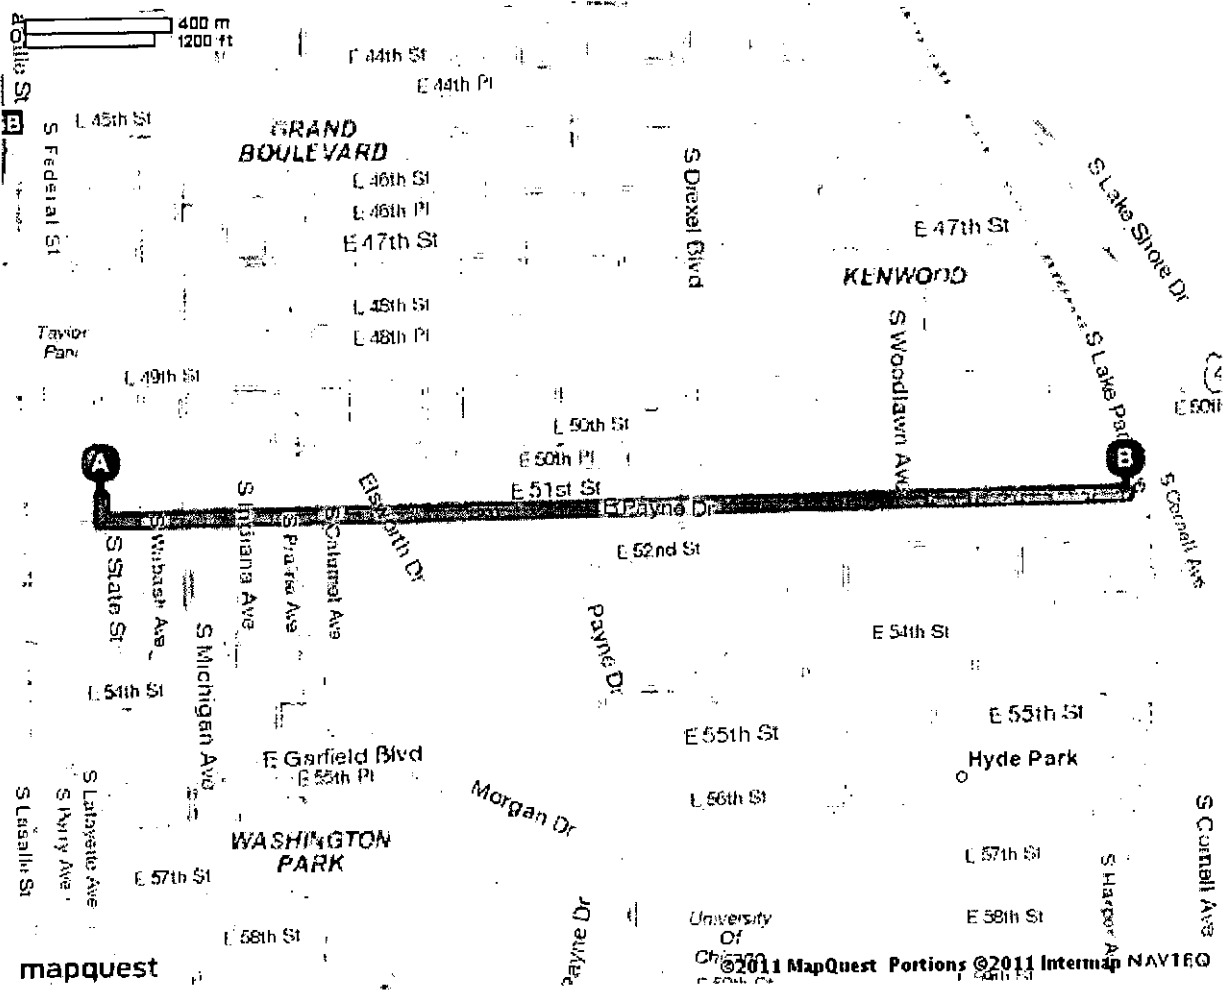 400 m
1200 ft
E 44th St
E 44th Pl
B
S Federal St
E 45th St
GRAND
BOULEVARD
S Drexel Blvd
S Lake Shore Dr
E 46th St
E 46th Pl
E 47th St
E 47th St
KENWOOD
E 48th St
E 48th Pl
Taylor
Park
S Woodlawn Ave
S Lake Par
E 49th St
E 50th
E 50th St
E 50th Pl
A
B
E 51st St
E Payne Dr
S Indiana Ave
Elsworth Dr
S Cornell Ave
S State St
S Wabash Ave
S Prairie Ave
S Calumet Ave
E 52nd St
S Michigan Ave
Payne Dr
E 54th St
E 54th St
E 55th St
E 55th St
E Garfield Blvd
E 55th Pl
Hyde Park
S Lasalle St
S Perry Ave
S Lafayette Ave
Morgan Dr
E 56th St
S Cornell Ave
WASHINGTON
PARK
E 57th St
E 57th St
S Harper A
Payne Dr
University
Of
Chicago
E 58th St
E 58th St
mapquest
©2011 MapQuest Portions ©2011 Intermap NAVTEQ